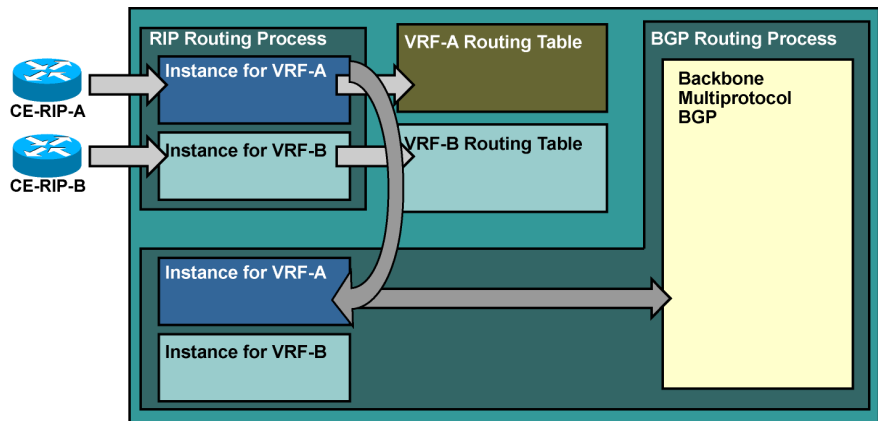 RIP Routing Process
VRF-A Routing Table
BGP Routing Process
Instance for VRF-A
CE-RIP-A
Instance for VRF-B
VRF-B Routing Table
CE-RIP-B
Backbone
Multiprotocol
BGP
Instance for VRF-A
Instance for VRF-B